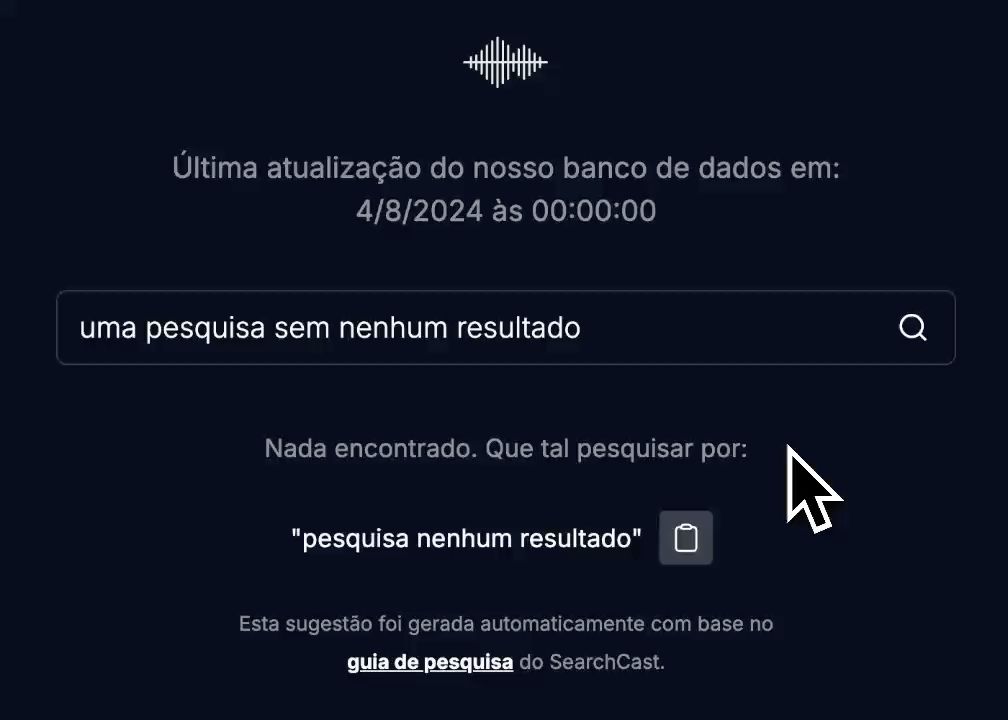 Última atualização do nosso banco de dados em:
4/8/2024 às 00:00:00
uma pesquisa sem nenhum resultado
Nada encontrado. Que tal pesquisar por:
"pesquisa nenhum resultado"
Esta sugestão foi gerada automaticamente com base no
guia de pesquisa do SearchCast.